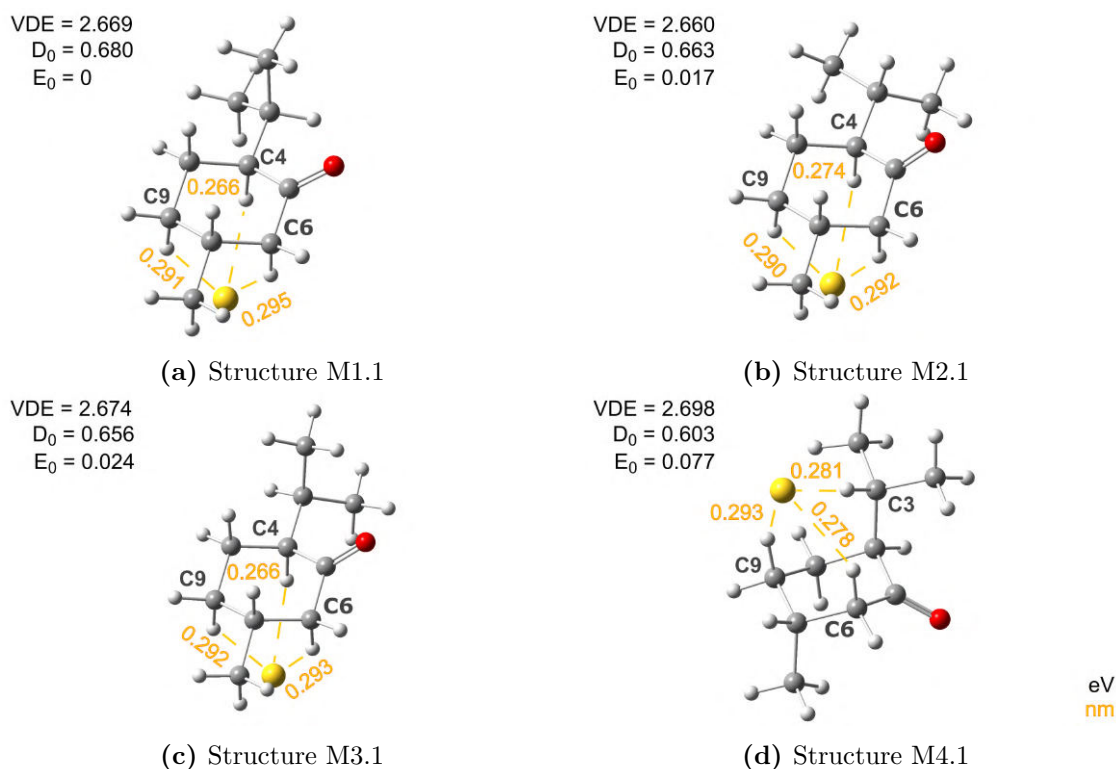 VDE = 2.669
D₀ = 0.680
E₀ = 0
C4
0.266
C9
C6
0.291
0.295
(a) Structure M1.1
VDE = 2.660
D₀ = 0.663
E₀ = 0.017
C4
0.274
C9
C6
0.290
0.292
(b) Structure M2.1
VDE = 2.674
D₀ = 0.656
E₀ = 0.024
C4
0.266
C9
C6
0.292
0.293
(c) Structure M3.1
VDE = 2.698
D₀ = 0.603
E₀ = 0.077
0.281
C3
0.293
0.278
C9
C6
eV
nm
(d) Structure M4.1